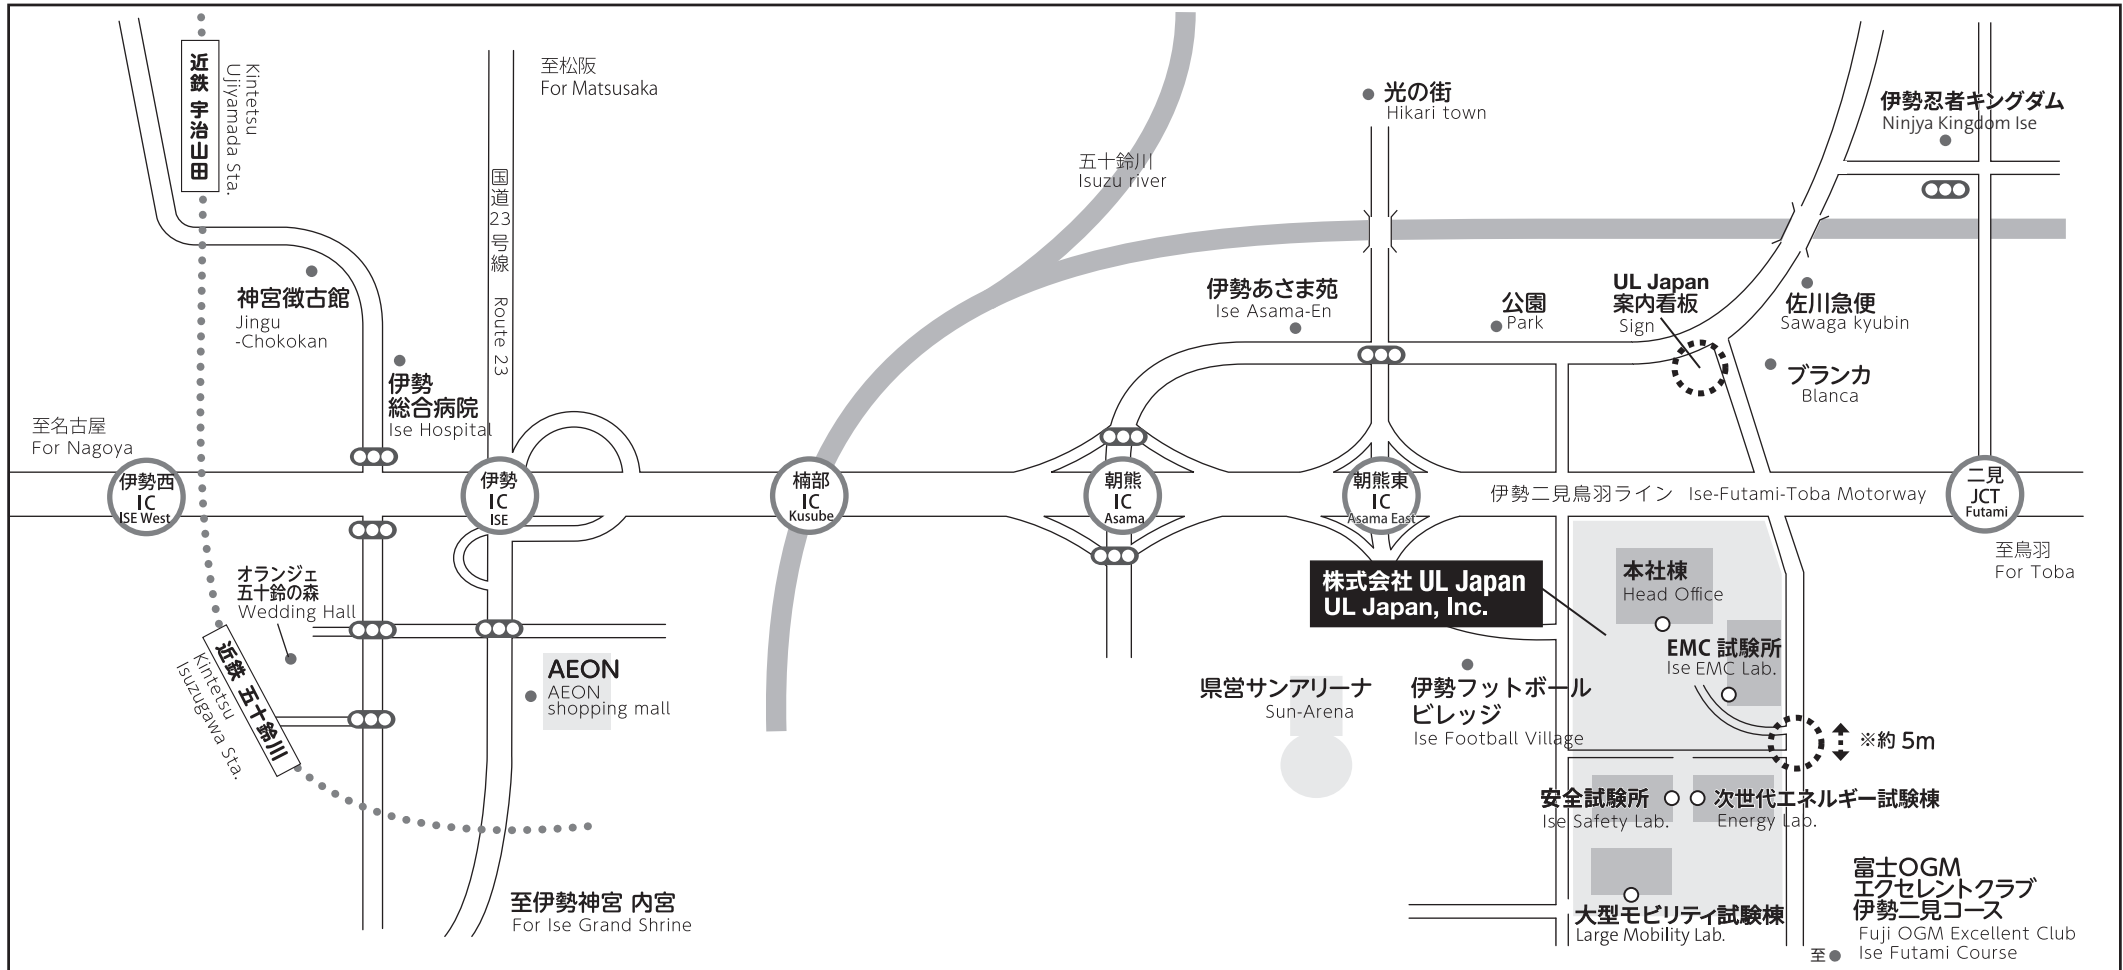 近鉄 宇治山田
Kintetsu
Ujiyamada Sta.
至松阪
For Matsusaka
国道23号線 Route 23
五十鈴川
Isuzu river
光の街
Hikari town
伊勢忍者キングダム
Ninjya Kingdom Ise
神宮徴古館
Jingu
-Chokokan
伊勢
総合病院
Ise Hospital
伊勢あさま苑
Ise Asama-En
公園
Park
UL Japan
案内看板
Sign
佐川急便
Sawaga kyubin
ブランカ
Blanca
至名古屋
For Nagoya
伊勢西
IC
ISE West
伊勢
IC
ISE
楠部
IC
Kusube
朝熊
IC
Asama
朝熊東
IC
Asama East
伊勢二見鳥羽ライン Ise-Futami-Toba Motorway
二見
JCT
Futami
至鳥羽
For Toba
オランジェ
五十鈴の森
Wedding Hall
近鉄 五十鈴川
Kintetsu
Isuzugawa Sta.
AEON
AEON
shopping mall
至伊勢神宮 内宮
For Ise Grand Shrine
株式会社 UL Japan
UL Japan, Inc.
県営サンアリーナ
Sun-Arena
伊勢フットボール
ビレッジ
Ise Football Village
本社棟
Head Office
EMC 試験所
Ise EMC Lab.
※約 5m
安全試験所
Ise Safety Lab.
次世代エネルギー試験棟
Energy Lab.
大型モビリティ試験棟
Large Mobility Lab.
富士OGM
エクセレントクラブ
伊勢二見コース
Fuji OGM Excellent Club
Ise Futami Course
至